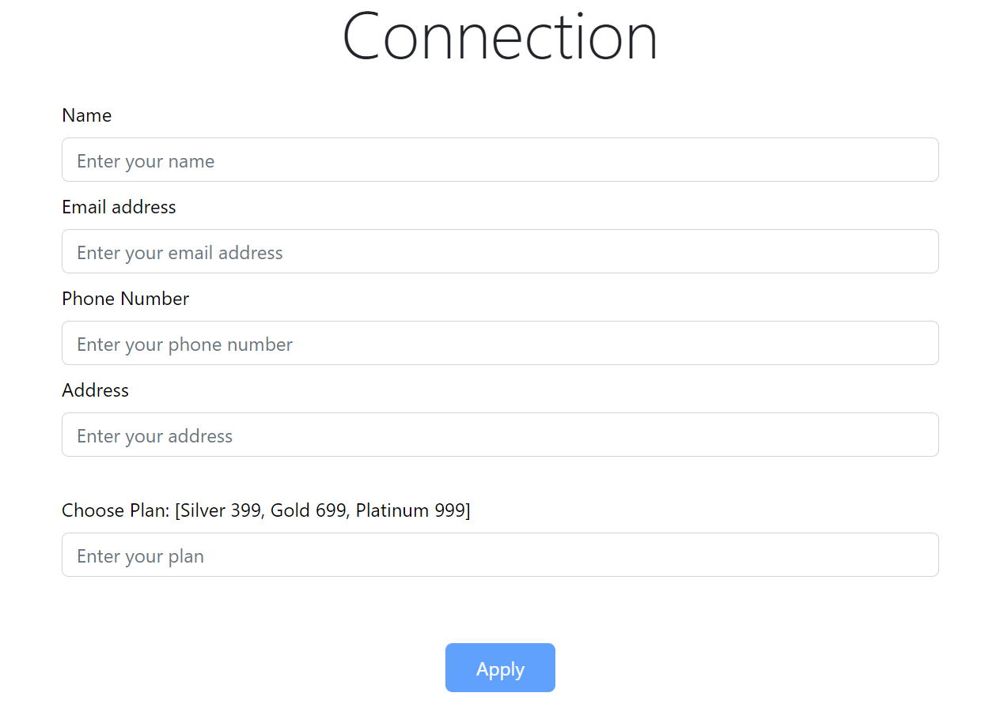 Connection
Name
Enter your name
Email address
Enter your email address
Phone Number
Enter your phone number
Address
Enter your address
Choose Plan: [Silver 399, Gold 699, Platinum 999]
Enter your plan
Apply